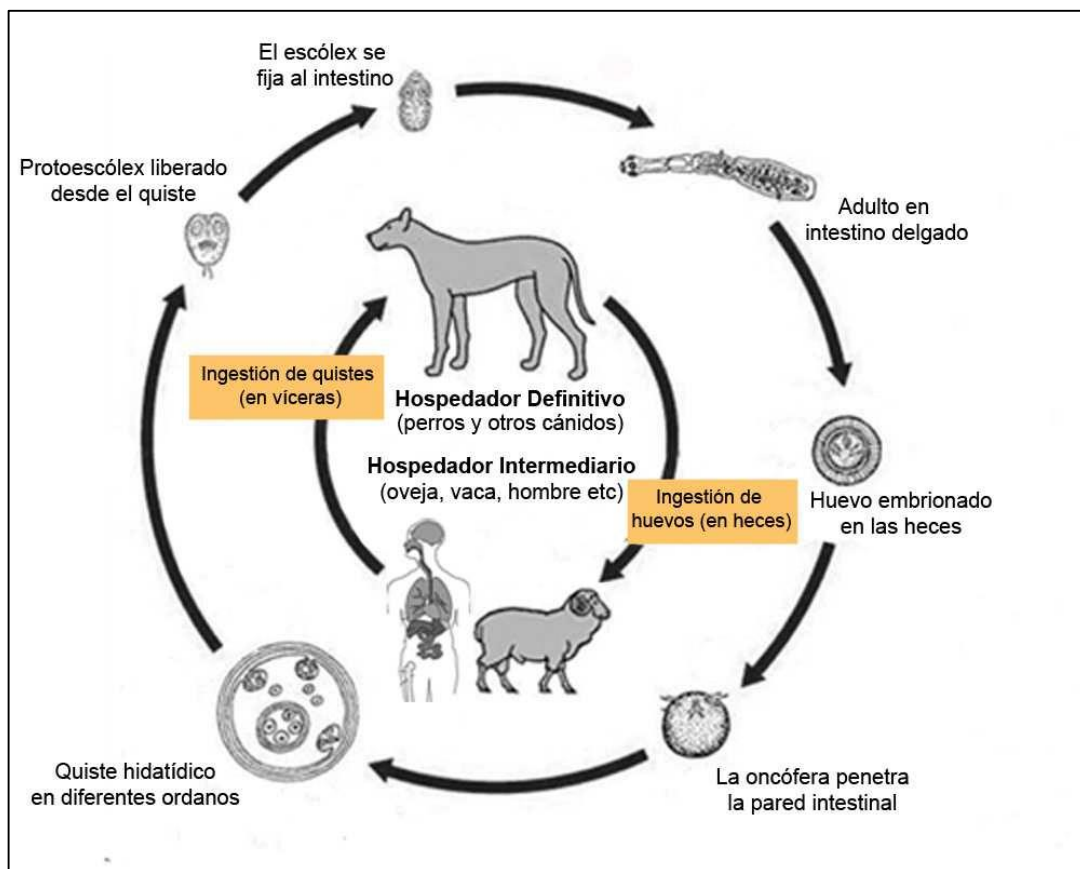 El escólex se
fija al intestino
Protoescólex liberado
desde el quiste
Adulto en
intestino delgado
Ingestión de quistes
(en víceras)
Hospedador Definitivo
(perros y otros cánidos)
Hospedador Intermediario
(oveja, vaca, hombre etc)
Ingestión de
huevos (en heces)
Huevo embrionado
en las heces
Quiste hidatídico
en diferentes ordanos
La oncófera penetra
la pared intestinal